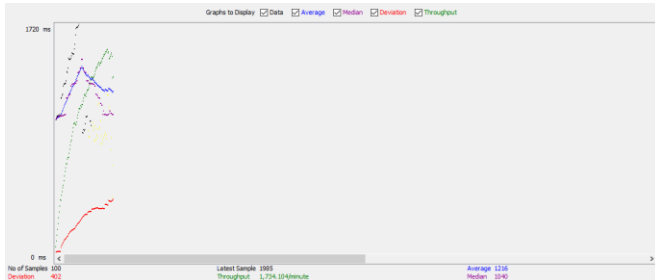 Graphs to Display Data Average Median Deviation Throughput
1720 ms
0 ms
No of Samples 100 Latest Sample 1985 Average 1216
Deviation 402 Throughput 1,734.104/minute Median 1040